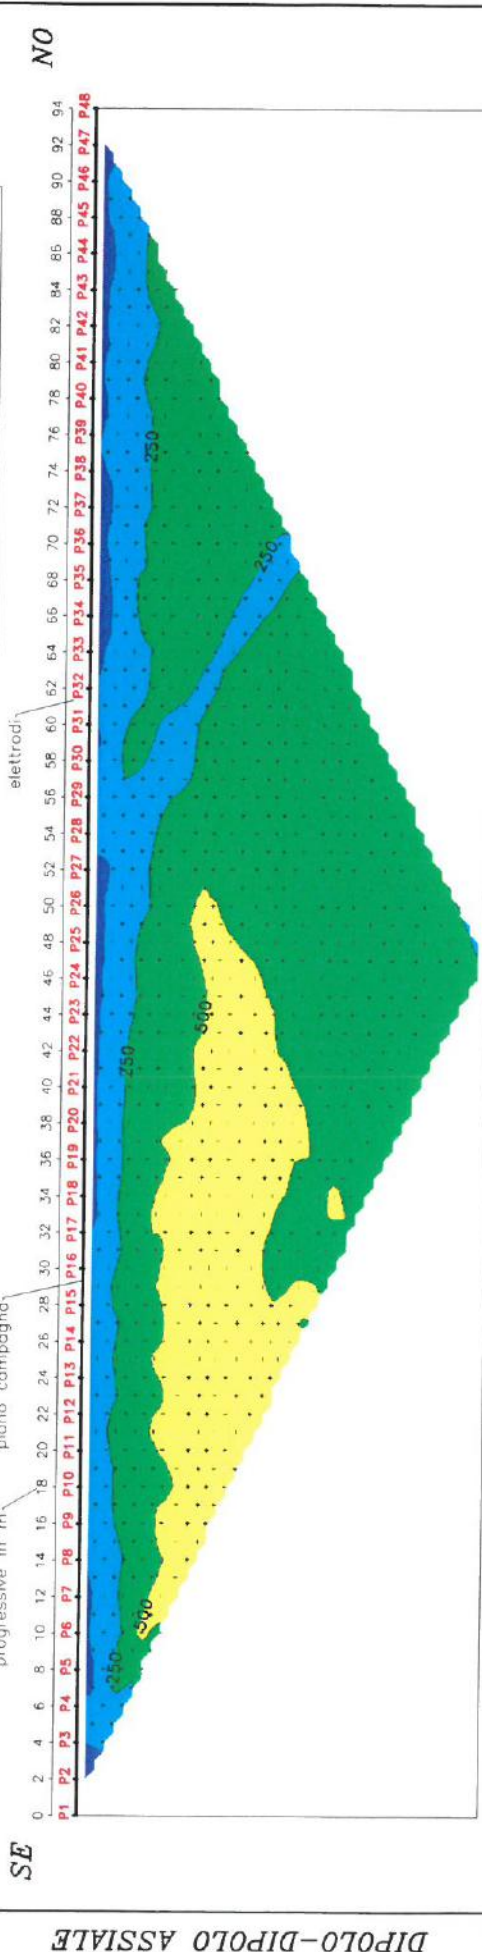 DIPOLO-DIPOLO ASSIALE
SE
NO
progressive in m
piano campagna
elettrodi
0 2 4 6 8 10 12 14 16 18 20 22 24 26 28 30 32 34 36 38 40 42 44 46 48 50 52 54 56 58 60 62 64 66 68 70 72 74 76 78 80 82 84 86 88 90 92 94
P1 P2 P3 P4 P5 P6 P7 P8 P9 P10 P11 P12 P13 P14 P15 P16 P17 P18 P19 P20 P21 P22 P23 P24 P25 P26 P27 P28 P29 P30 P31 P32 P33 P34 P35 P36 P37 P38 P39 P40 P41 P42 P43 P44 P45 P46 P47 P48
250
500
250
500
250
250